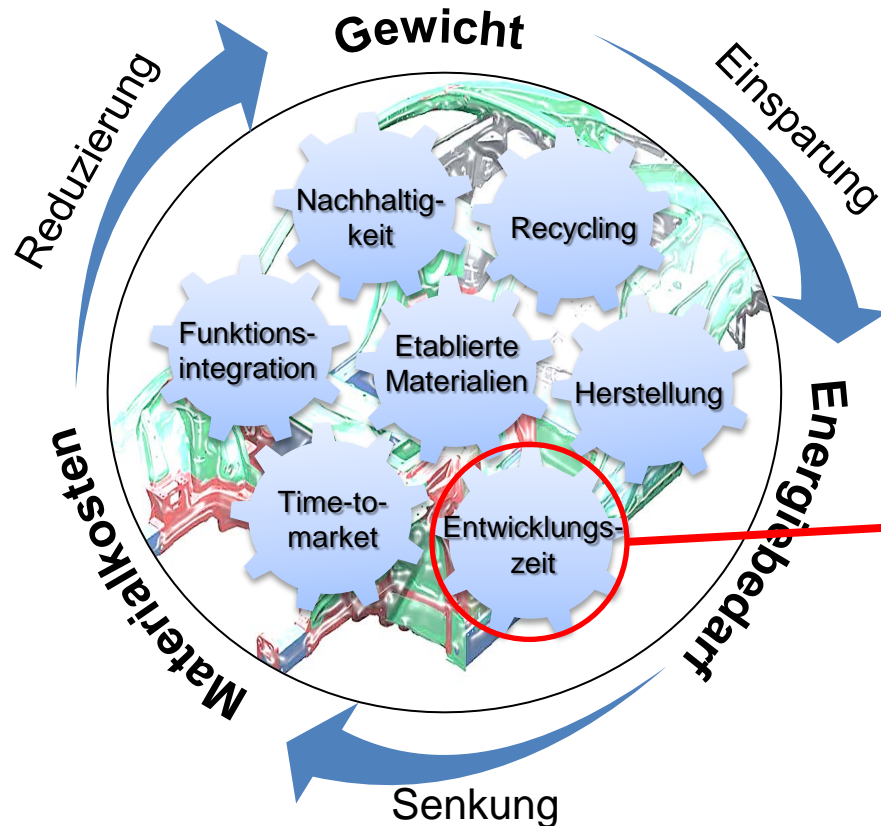 Gewicht
Reduzierung
Einsparung
Nachhaltig-
keit
Recycling
Funktions-
integration
Etablierte
Materialien
Herstellung
Time-to-
market
Entwicklungs-
zeit
Materialkosten
Energiebedarf
Senkung